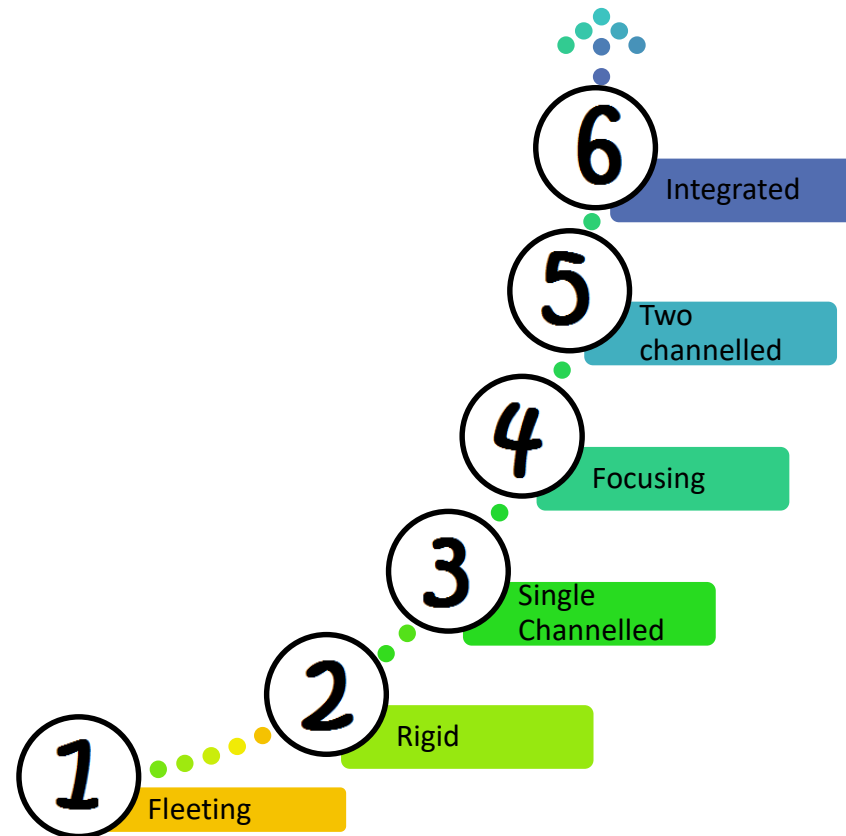 6
Integrated
5
Two
channelled
4
Focusing
3
Single
Channelled
2
Rigid
1
Fleeting